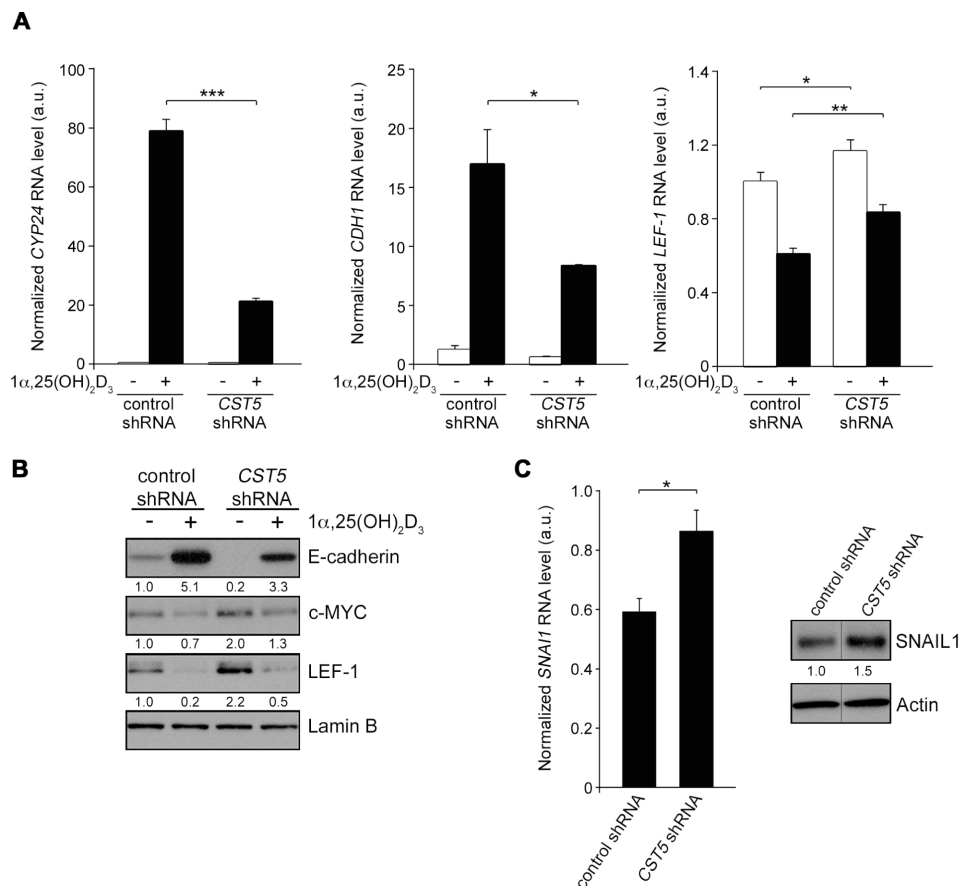 A
Normalized CYP24 RNA level (a.u.)
100
80
60
40
20
0
***
- + - +
1α,25(OH)₂D₃
control CST5
shRNA shRNA
Normalized CDH1 RNA level (a.u.)
25
20
15
10
5
0
*
- + - +
1α,25(OH)₂D₃
control CST5
shRNA shRNA
Normailized LEF-1 RNA level (a.u.)
1.4
1.2
0.8
0.4
0
*
**
- + - +
1α,25(OH)₂D₃
control CST5
shRNA shRNA
B
control CST5
shRNA shRNA
- + - + 1α,25(OH)₂D₃
E-cadherin
1.0 5.1 0.2 3.3
c-MYC
1.0 0.7 2.0 1.3
LEF-1
1.0 0.2 2.2 0.5
Lamin B
C
Normalized SNAI1 RNA level (a.u.)
1.0
0.8
0.6
0.4
0.2
0
*
control shRNA
CST5 shRNA
control shRNA
CST5 shRNA
SNAIL1
1.0 1.5
Actin